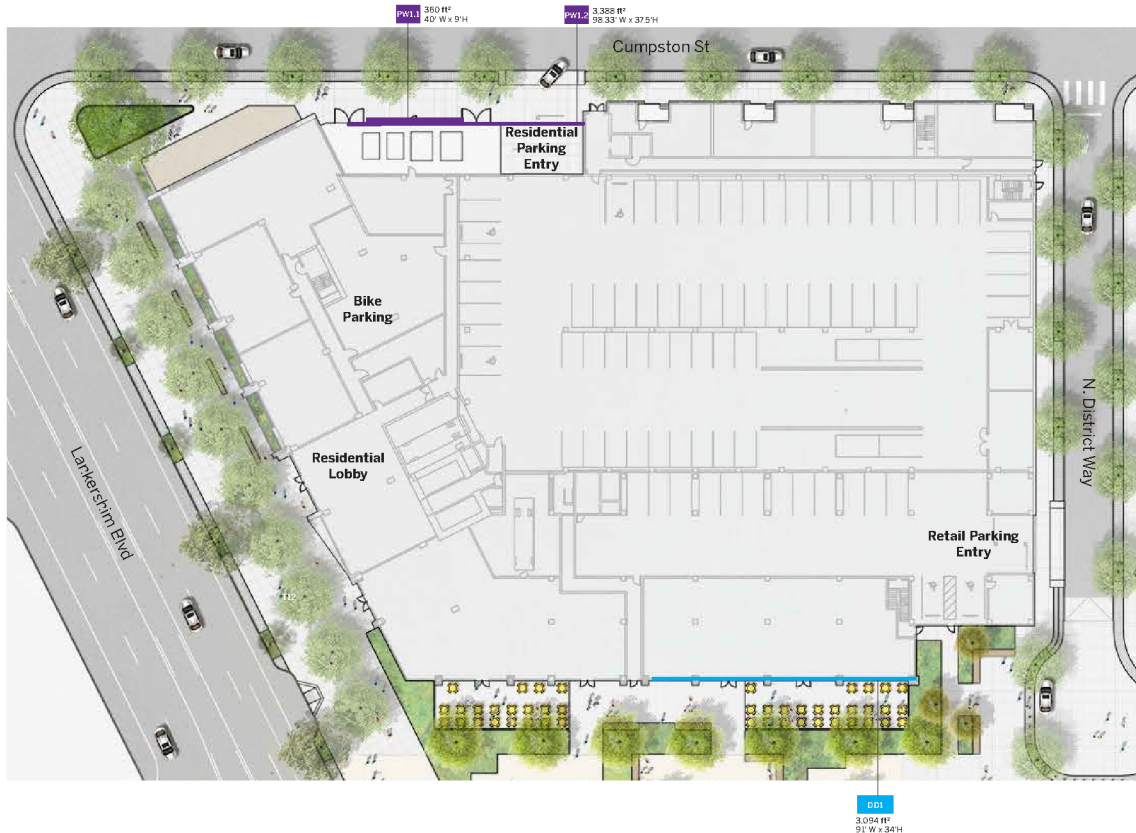 PW1.1
360 ft²
40' W x 9'H
PW1.2
3,388 ft²
98.33' W x 37.5'H
Cumpston St
Residential
Parking
Entry
Bike
Parking
Residential
Lobby
Lankershim Blvd
N. District Way
Retail Parking
Entry
DD1
3,094 ft²
91' W x 34'H